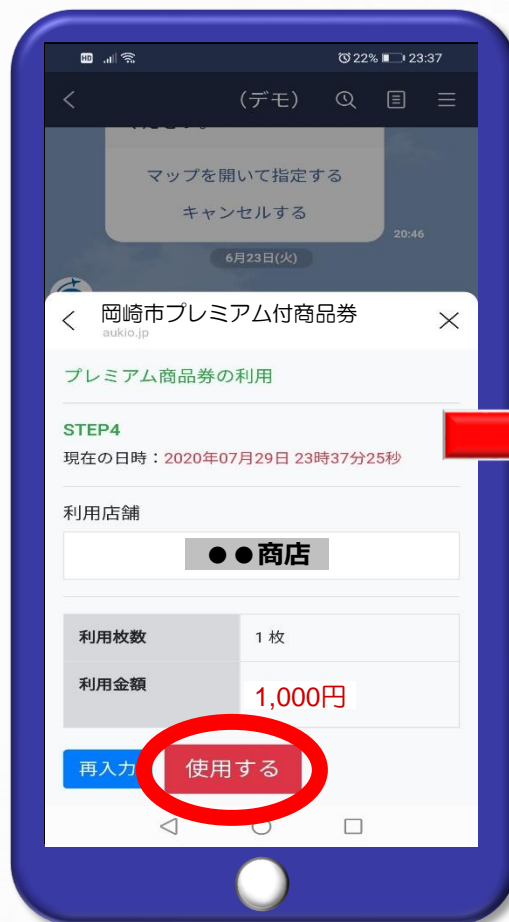 HD 22% 23:37
(デモ)
マップを開いて指定する
キャンセルする
20:46
6月23日(火)
岡崎市プレミアム付商品券
aukio.jp
プレミアム商品券の利用
STEP4
現在の日時：2020年07月29日 23時37分25秒
利用店舗
●●商店
利用枚数 1 枚
利用金額 1,000円
再入力 使用する